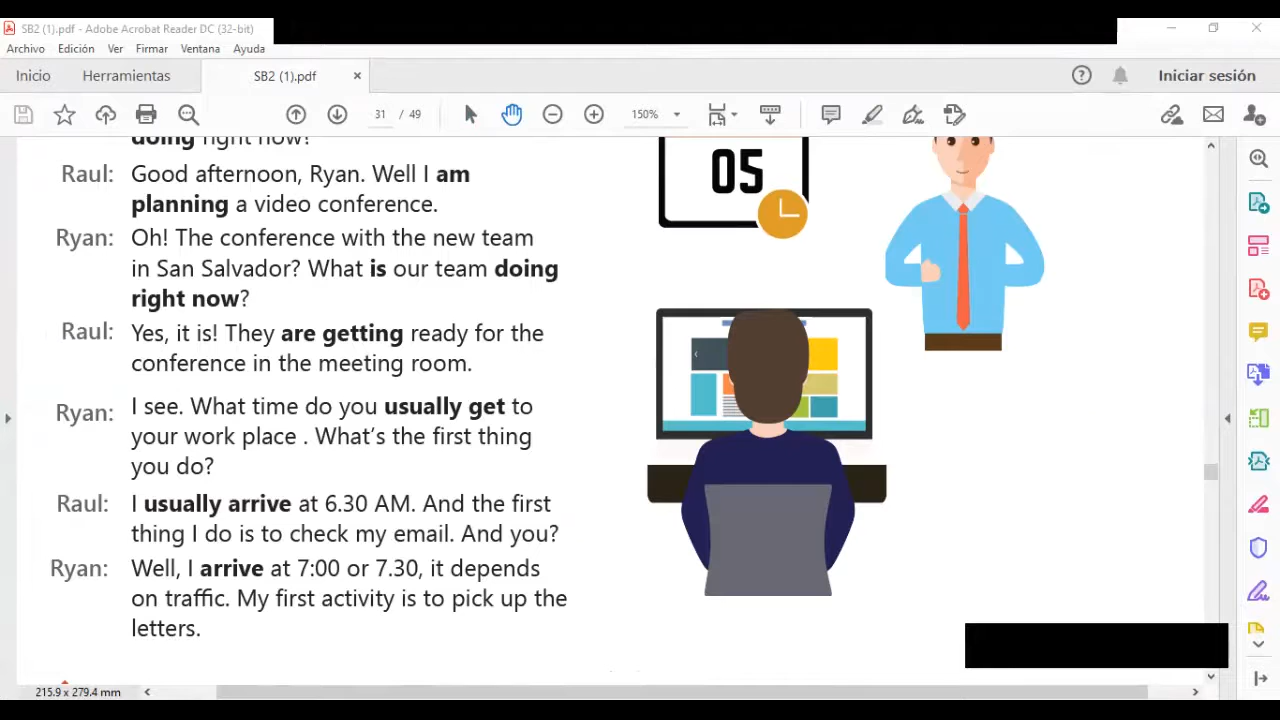 SB2 (1).pdf - Adobe Acrobat Reader DC (32-bit)
Archivo Edición Ver Firmar Ventana Ayuda
Inicio Herramientas SB2 (1).pdf × Iniciar sesión
31 / 49 150%
doing right now?
Raul: Good afternoon, Ryan. Well I am
planning a video conference.
05
Ryan: Oh! The conference with the new team
in San Salvador? What is our team doing
right now?
Raul: Yes, it is! They are getting ready for the
conference in the meeting room.
Ryan: I see. What time do you usually get to
your work place . What's the first thing
you do?
Raul: I usually arrive at 6.30 AM. And the first
thing I do is to check my email. And you?
Ryan: Well, I arrive at 7:00 or 7.30, it depends
on traffic. My first activity is to pick up the
letters.
215.9 x 279.4 mm